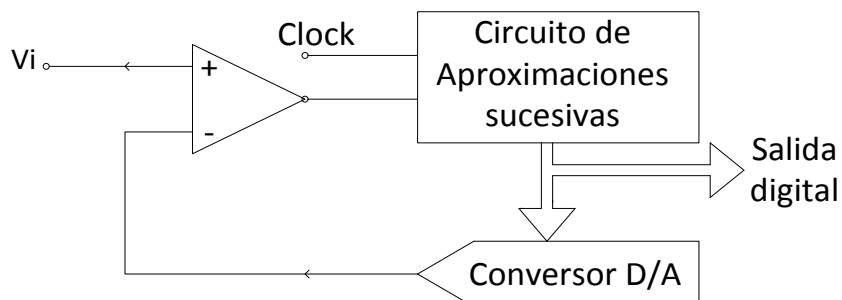 Vi
+
-
Clock
Circuito de
Aproximaciones
sucesivas
Salida
digital
Conversor D/A